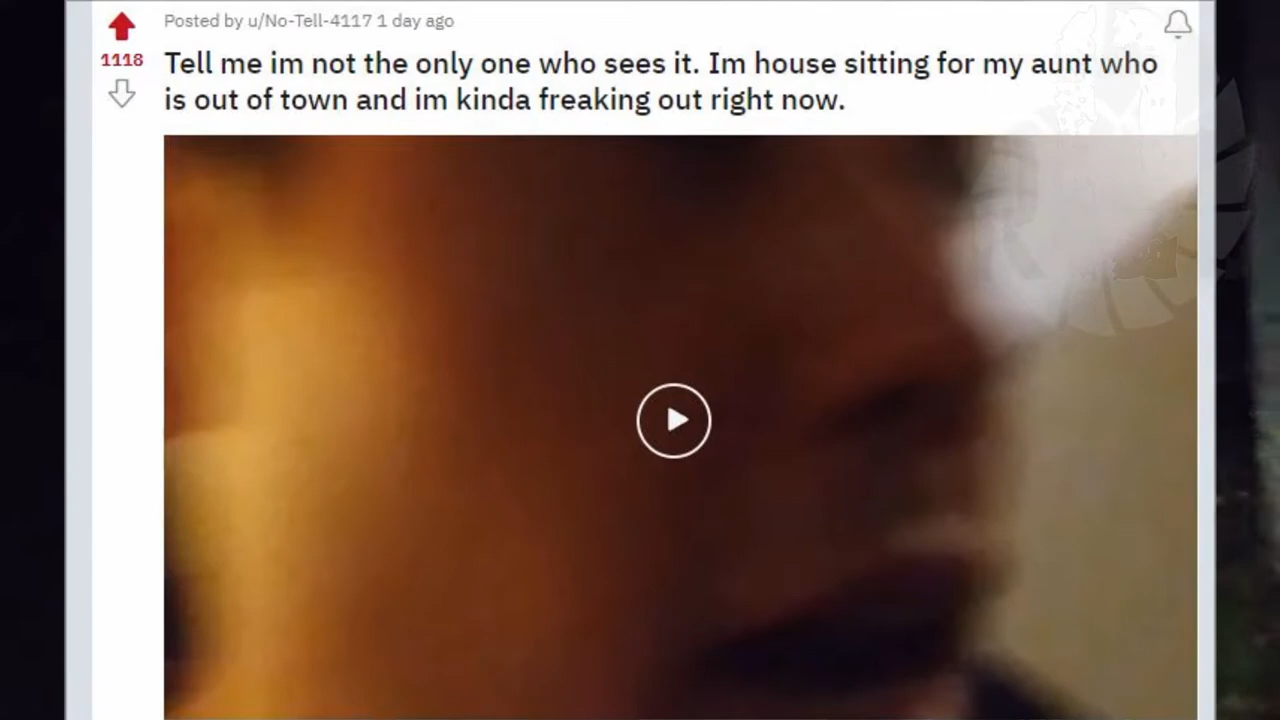 Posted by u/No-Tell-4117 1 day ago
1118
Tell me im not the only one who sees it. Im house sitting for my aunt who
is out of town and im kinda freaking out right now.